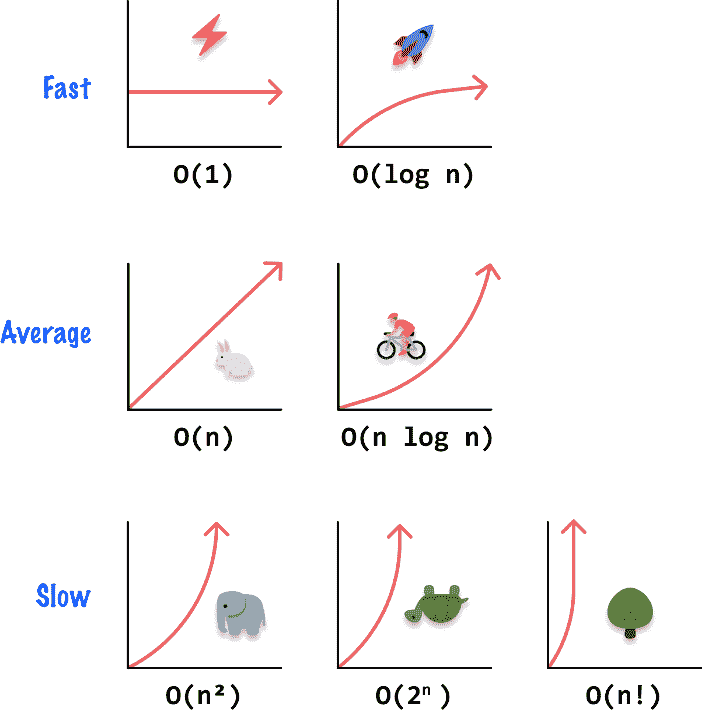 Fast
O(1)
O(log n)
Average
O(n)
O(n log n)
Slow
O(n²)
O(2ⁿ)
O(n!)